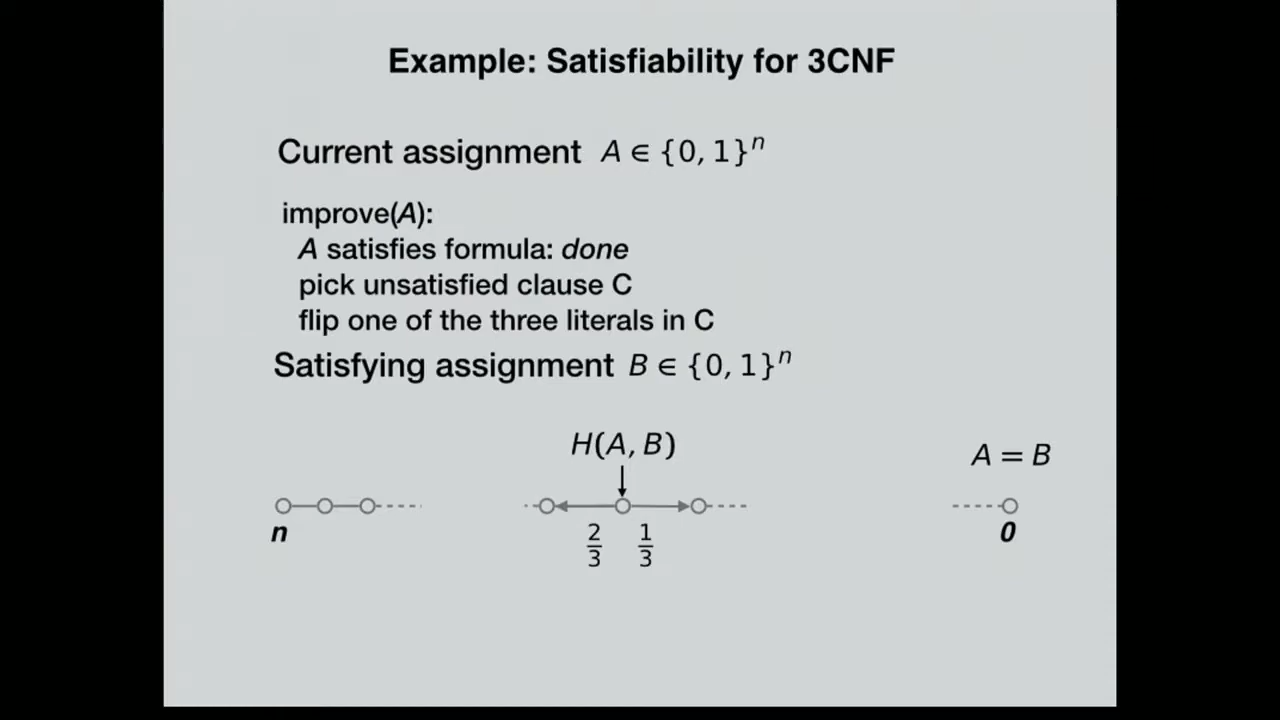 Example: Satisfiability for 3CNF
Current assignment A ∈ {0, 1}ⁿ
improve(A):
A satisfies formula: done
pick unsatisfied clause C
flip one of the three literals in C
Satisfying assignment B ∈ {0, 1}ⁿ
H(A, B)
A = B
n
2/3
1/3
0